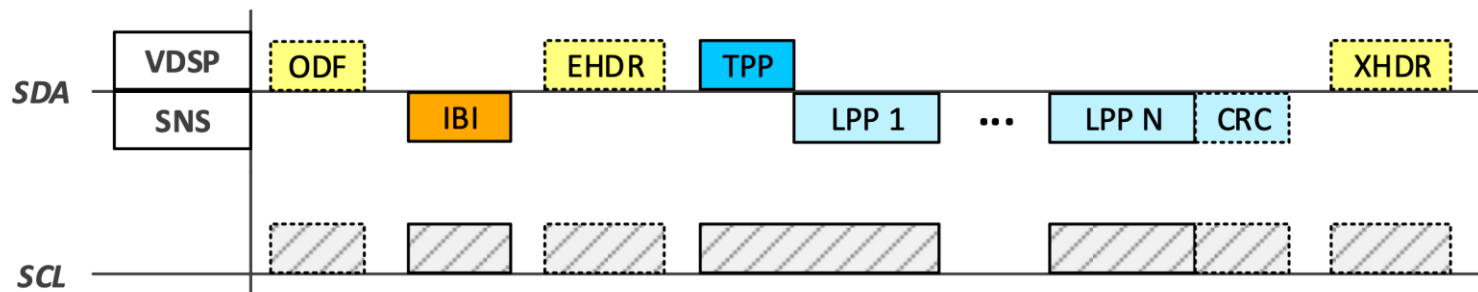 VDSP ODF EHDR TPP XHDR
SDA
SNS IBI LPP 1 ... LPP N CRC
SCL